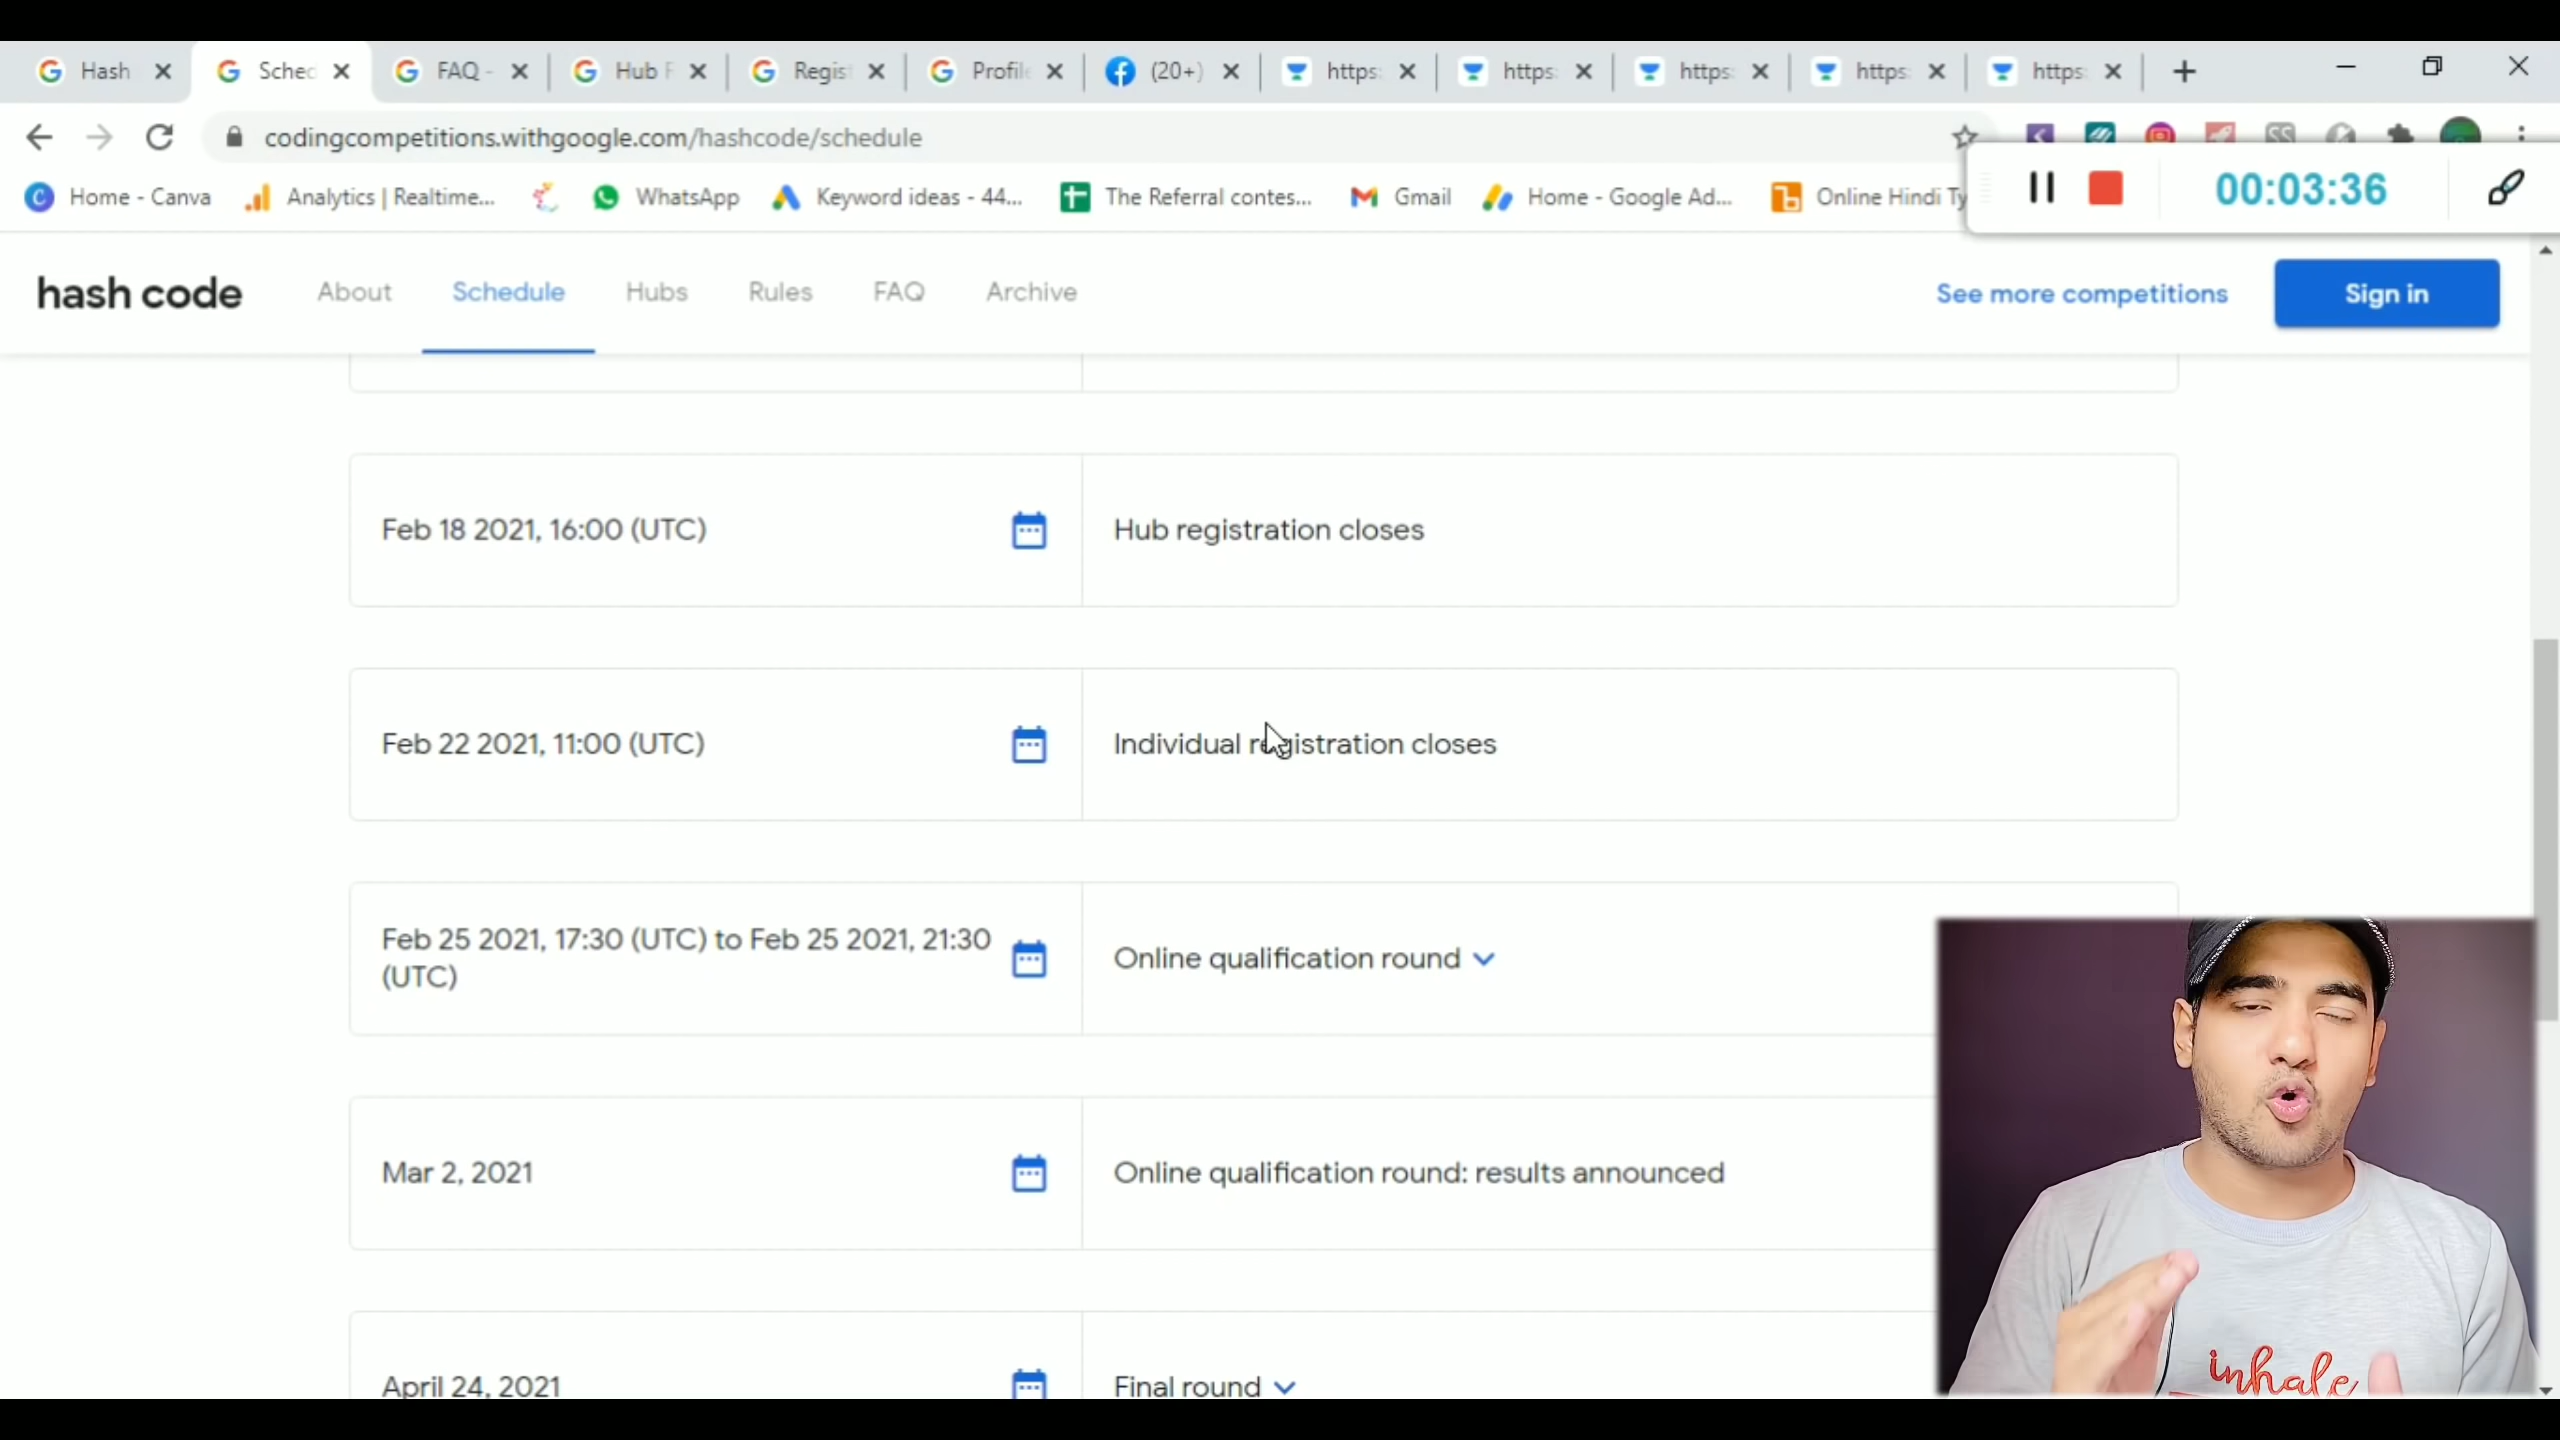 Hash
Sched
FAQ -
Hub F
Regis
Profile
(20+)
https:
https:
https:
https:
https:
codingcompetitions.withgoogle.com/hashcode/schedule
Home - Canva
Analytics | Realtime...
WhatsApp
Keyword ideas - 44...
The Referral contes...
Gmail
Home - Google Ad...
Online Hindi Ty
00:03:36
hash code
About
Schedule
Hubs
Rules
FAQ
Archive
See more competitions
Sign in
Feb 18 2021, 16:00 (UTC)
Hub registration closes
Feb 22 2021, 11:00 (UTC)
Individual registration closes
Feb 25 2021, 17:30 (UTC) to Feb 25 2021, 21:30
(UTC)
Online qualification round
Mar 2, 2021
Online qualification round: results announced
April 24, 2021
Final round
inhale